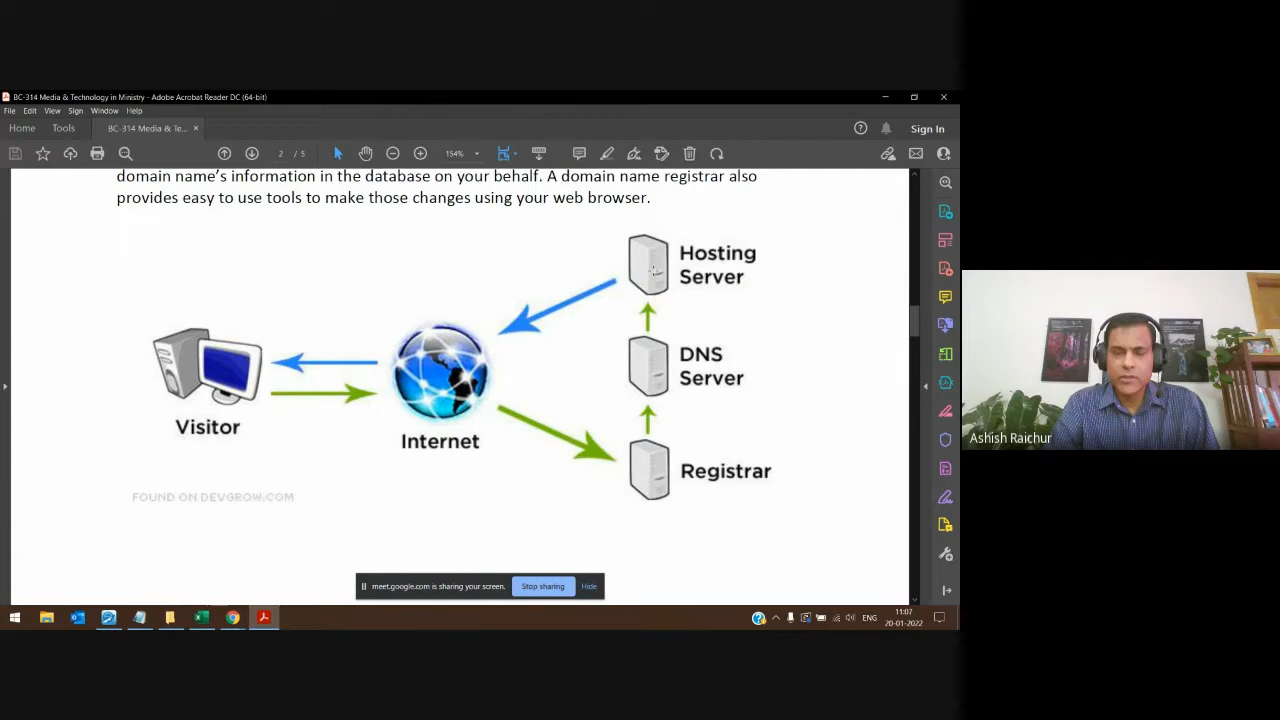 BC-314 Media & Technology in Ministry - Adobe Acrobat Reader DC (64-bit)
File Edit View Sign Window Help
Home Tools BC-314 Media & Te... × Sign In
2 / 5 154%
domain name's information in the database on your behalf. A domain name registrar also
provides easy to use tools to make those changes using your web browser.
Hosting
Server
DNS
Server
Visitor
Internet
Registrar
FOUND ON DEVGROW.COM
Ashish Raichur
meet.google.com is sharing your screen. Stop sharing Hide
ENG
11:07
20-01-2022